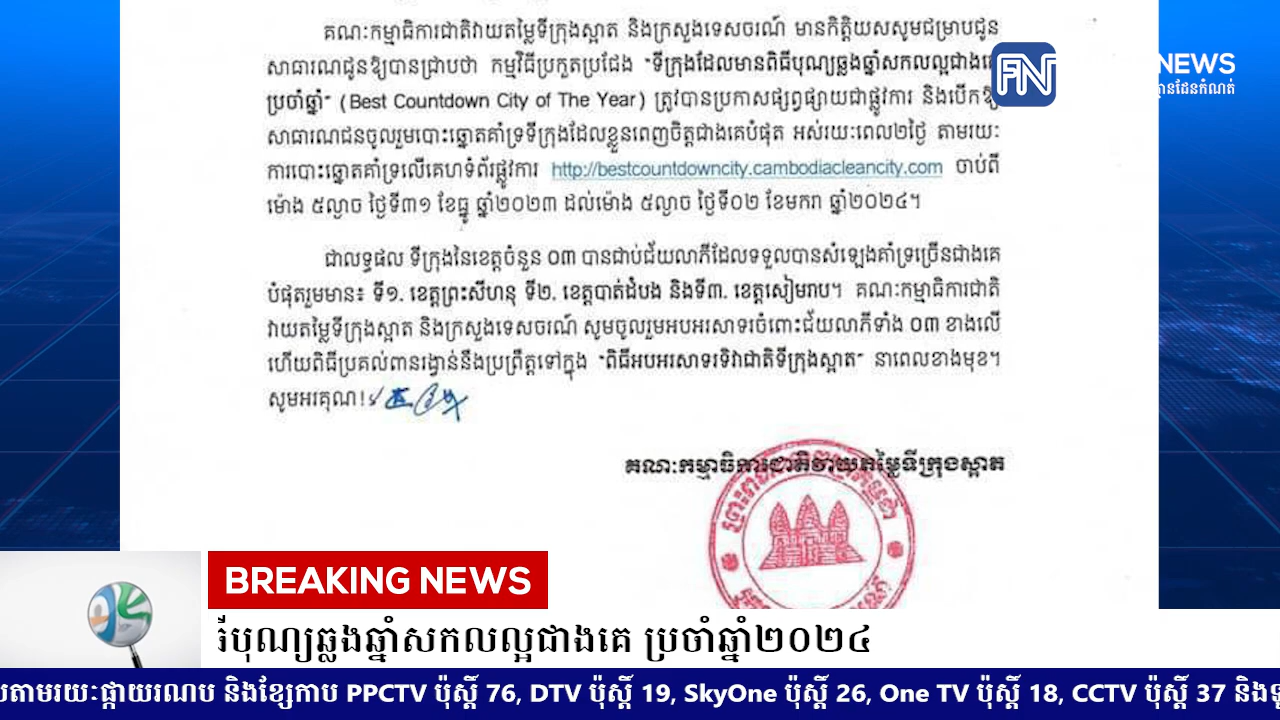 គណៈកម្មាធិការជាតិវាយតម្លៃទីក្រុងស្អាត និងក្រសួងទេសចរណ៍ មានកិត្តិយសសូមជម្រាបជូន
សាធារណជនឱ្យបានជ្រាបថា កម្មវិធីប្រកួតប្រជែង "ទីក្រុងដែលមានពិធីបុណ្យឆ្លងឆ្នាំសកលល្អជាងគេ
ប្រចាំឆ្នាំ" (Best Countdown City of The Year) ត្រូវបានប្រកាសផ្សព្វផ្សាយជាផ្លូវការ និងបើកឱ្យ
សាធារណជនចូលរួមបោះឆ្នោតគាំទ្រទីក្រុងដែលខ្លួនពេញចិត្តជាងគេបំផុត អស់រយៈពេល២ថ្ងៃ តាមរយៈ
ការបោះឆ្នោតគាំទ្រលើគេហទំព័រផ្លូវការ http://bestcountdowncity.cambodiacleancity.com ចាប់ពី
ម៉ោង ៥ល្ងាច ថ្ងៃទី៣១ ខែធ្នូ ឆ្នាំ២០២៣ ដល់ម៉ោង ៥ល្ងាច ថ្ងៃទី០២ ខែមករា ឆ្នាំ២០២៤។
ជាលទ្ធផល ទីក្រុងនៃខេត្តចំនួន ០៣ បានជាប់ជ័យលាភីដែលទទួលបានសំឡេងគាំទ្រច្រើនជាងគេ
បំផុតរួមមាន៖ ទី១. ខេត្តព្រះសីហនុ ទី២. ខេត្តបាត់ដំបង និងទី៣. ខេត្តសៀមរាប។ គណៈកម្មាធិការជាតិ
វាយតម្លៃទីក្រុងស្អាត និងក្រសួងទេសចរណ៍ សូមចូលរួមអបអរសាទរចំពោះជ័យលាភីទាំង ០៣ ខាងលើ
ហើយពិធីប្រគល់ពានរង្វាន់នឹងប្រព្រឹត្តទៅក្នុង "ពិធីអបអរសាទរទិវាជាតិទីក្រុងស្អាត" នាពេលខាងមុខ។
សូមអរគុណ!
គណៈកម្មាធិការជាតិវាយតម្លៃទីក្រុងស្អាត
FN
NEWS
មានដែនកំណត់
BREAKING NEWS
ធីបុណ្យឆ្លងឆ្នាំសកលល្អជាងគេ ប្រចាំឆ្នាំ២០២៤
តាមរយៈផ្កាយរណប និងខ្សែកាប PPCTV ប៉ុស្តិ៍ 76, DTV ប៉ុស្តិ៍ 19, SkyOne ប៉ុស្តិ៍ 26, One TV ប៉ុស្តិ៍ 18, CCTV ប៉ុស្តិ៍ 37 និង